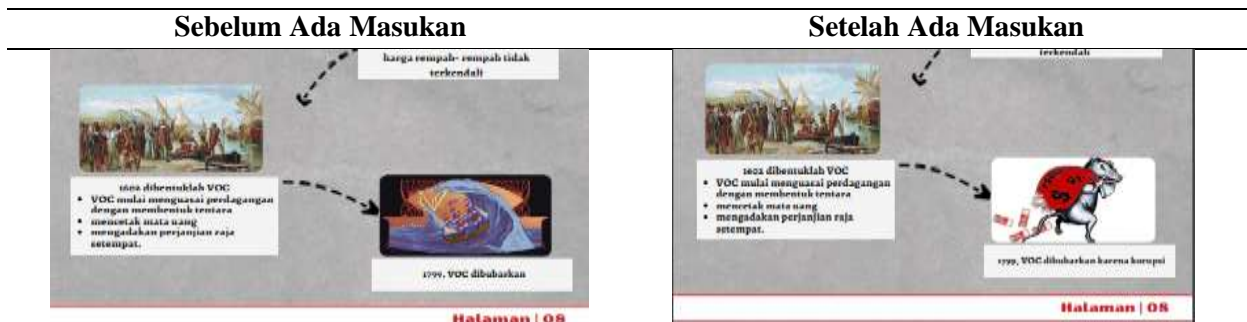 Sebelum Ada Masukan
Setelah Ada Masukan
harga rempah- rempah tidak
terkendali
1602 dibentuklah VOC
• VOC mulai menguasai perdagangan
dengan membentuk tentara
• mencetak mata uang
• mengadakan perjanjian raja
setempat.
1799, VOC dibubarkan
Halaman | 08
terkendali
1602 dibentuklah VOC
• VOC mulai menguasai perdagangan
dengan membentuk tentara
• mencetak mata uang
• mengadakan perjanjian raja
setempat.
1799, VOC dibubarkan karena korupsi
Halaman | 08